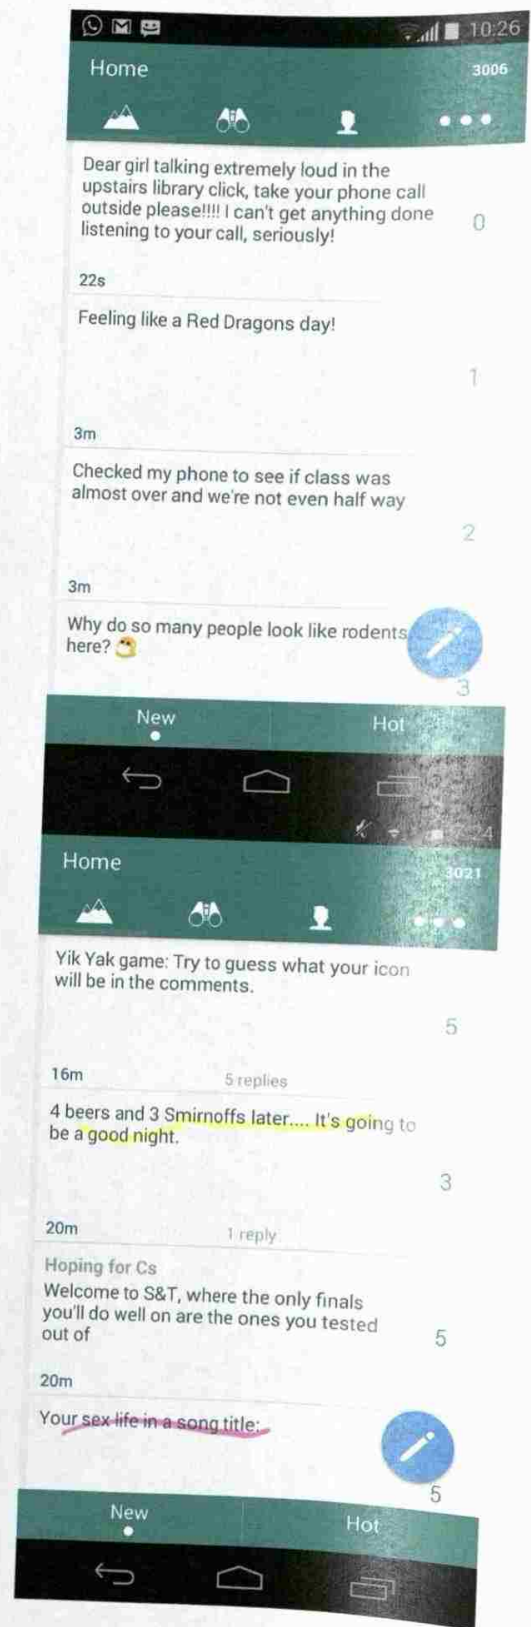 10:26
Home
3006
Dear girl talking extremely loud in the
upstairs library click, take your phone call
outside please!!!! I can't get anything done
listening to your call, seriously!
0
22s
Feeling like a Red Dragons day!
1
3m
Checked my phone to see if class was
almost over and we're not even half way
2
3m
Why do so many people look like rodents
here?
3
New
Hot
Home
3021
Yik Yak game: Try to guess what your icon
will be in the comments.
5
16m
5 replies
4 beers and 3 Smirnoffs later.... It's going to
be a good night.
3
20m
1 reply
Hoping for Cs
Welcome to S&T, where the only finals
you'll do well on are the ones you tested
out of
5
20m
Your sex life in a song title:
5
New
Hot